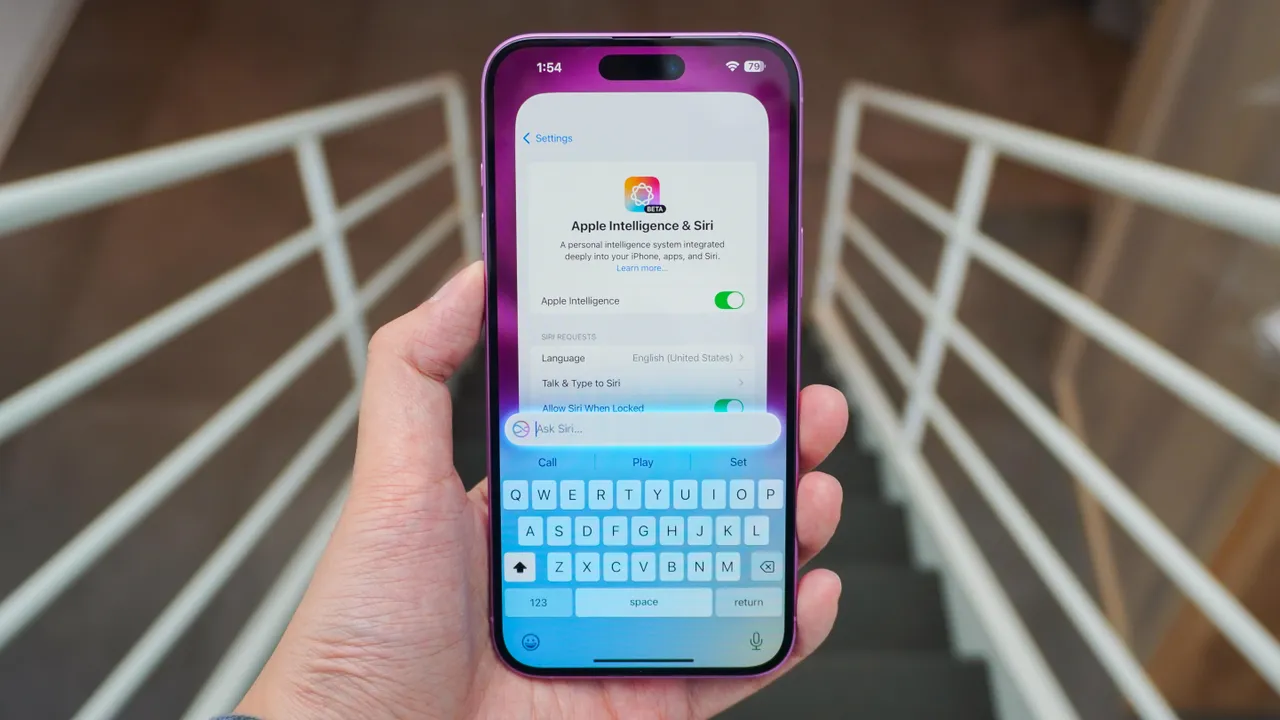 1:54
79
Settings
BETA
Apple Intelligence & Siri
A personal intelligence system integrated
deeply into your iPhone, apps, and Siri.
Learn more...
Apple Intelligence
SIRI REQUESTS
Language English (United States)
Talk & Type to Siri
Allow Siri When Locked
Ask Siri...
Call Play Set
Q W E R T Y U I O P
A S D F G H J K L
Z X C V B N M
123 space return